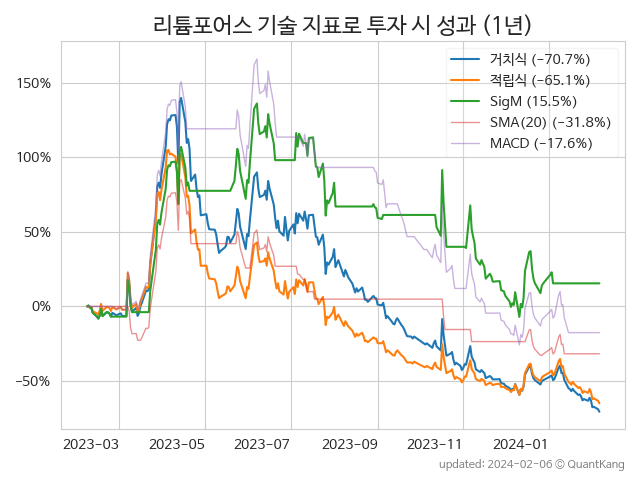 리튬포어스 기술 지표로 투자 시 성과 (1년)
거치식 (−70.7%)
적립식 (−65.1%)
SigM (15.5%)
SMA(20) (−31.8%)
MACD (−17.6%)
150%
100%
50%
0%
−50%
2023-03 2023-05 2023-07 2023-09 2023-11 2024-01
updated: 2024-02-06 © QuantKang